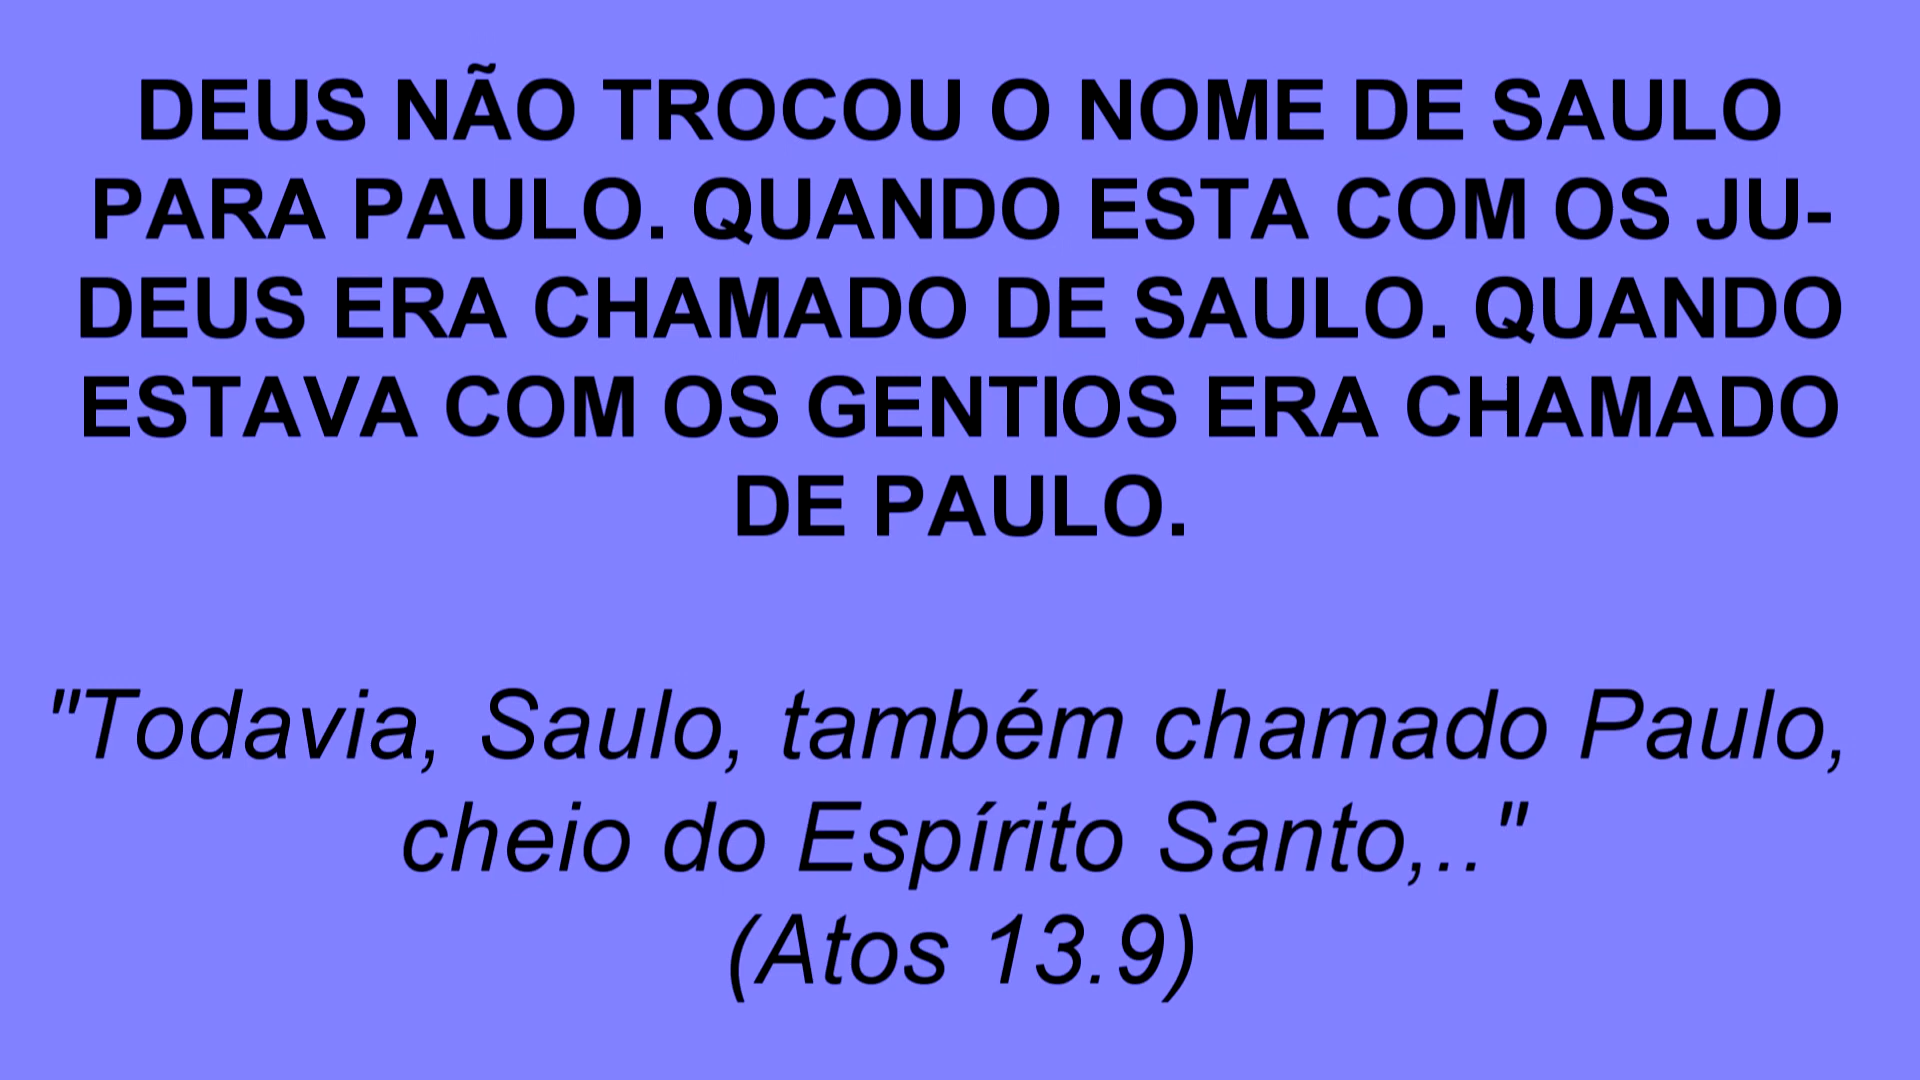 DEUS NÃO TROCOU O NOME DE SAULO
PARA PAULO. QUANDO ESTA COM OS JU-
DEUS ERA CHAMADO DE SAULO. QUANDO
ESTAVA COM OS GENTIOS ERA CHAMADO
DE PAULO.
"Todavia, Saulo, também chamado Paulo,
cheio do Espírito Santo,.."
(Atos 13.9)